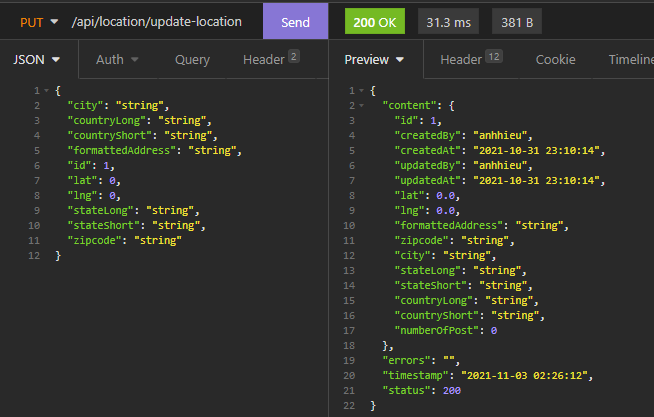 PUT /api/location/update-location Send 200 OK 31.3 ms 381 B
JSON Auth Query Header 2 Preview Header 12 Cookie Timeline
1 {
2 "city": "string",
3 "countryLong": "string",
4 "countryShort": "string",
5 "formattedAddress": "string",
6 "id": 1,
7 "lat": 0,
8 "lng": 0,
9 "stateLong": "string",
10 "stateShort": "string",
11 "zipcode": "string"
12 }
1 {
2 "content": {
3 "id": 1,
4 "createdBy": "anhhieu",
5 "createdAt": "2021-10-31 23:10:14",
6 "updatedBy": "anhhieu",
7 "updatedAt": "2021-10-31 23:10:14",
8 "lat": 0.0,
9 "lng": 0.0,
10 "formattedAddress": "string",
11 "zipcode": "string",
12 "city": "string",
13 "stateLong": "string",
14 "stateShort": "string",
15 "countryLong": "string",
16 "countryShort": "string",
17 "numberOfPost": 0
18 },
19 "errors": "",
20 "timestamp": "2021-11-03 02:26:12",
21 "status": 200
22 }